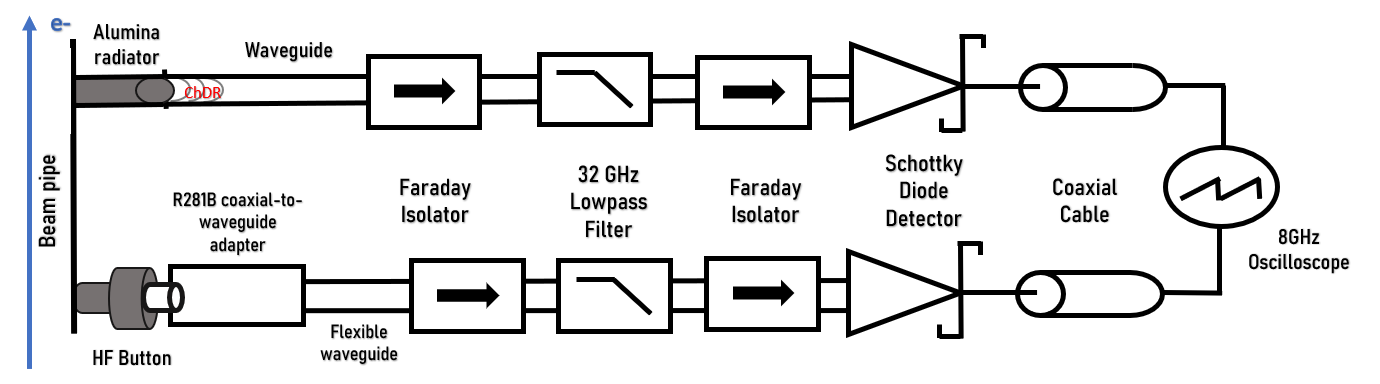 e-
Alumina
radiator
Waveguide
ChDR
Beam pipe
Faraday
Isolator
32 GHz
Lowpass
Filter
Faraday
Isolator
Schottky
Diode
Detector
Coaxial
Cable
8GHz
Oscilloscope
R281B coaxial-to-
waveguide
adapter
HF Button
Flexible
waveguide